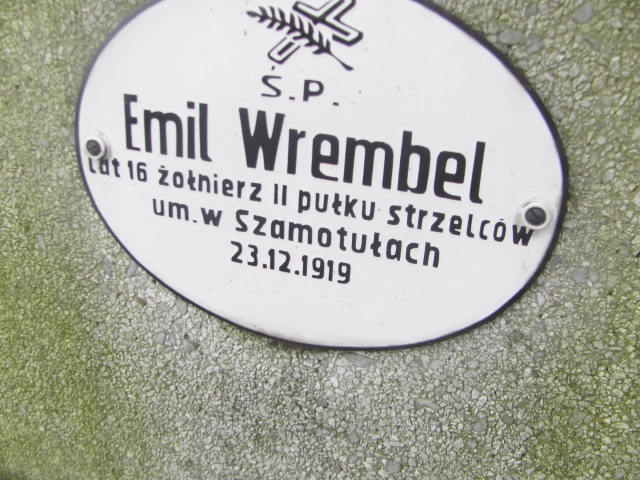 Ś.P.
Emil Wrembel
Lat 16 żołnierz II pułku strzelców
um. w Szamotułach
23.12.1919